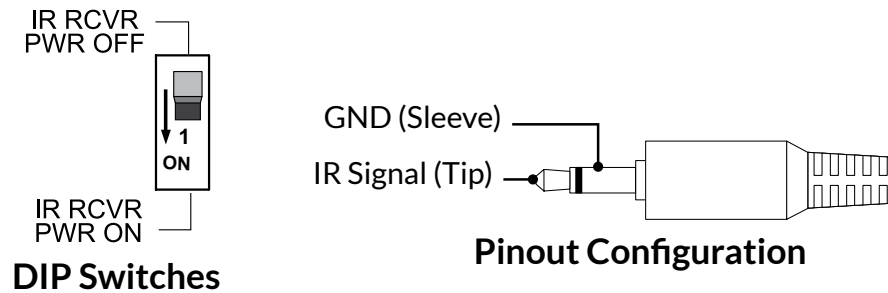 IR RCVR
PWR OFF
1
ON
IR RCVR
PWR ON
DIP Switches
GND (Sleeve)
IR Signal (Tip)
Pinout Configuration